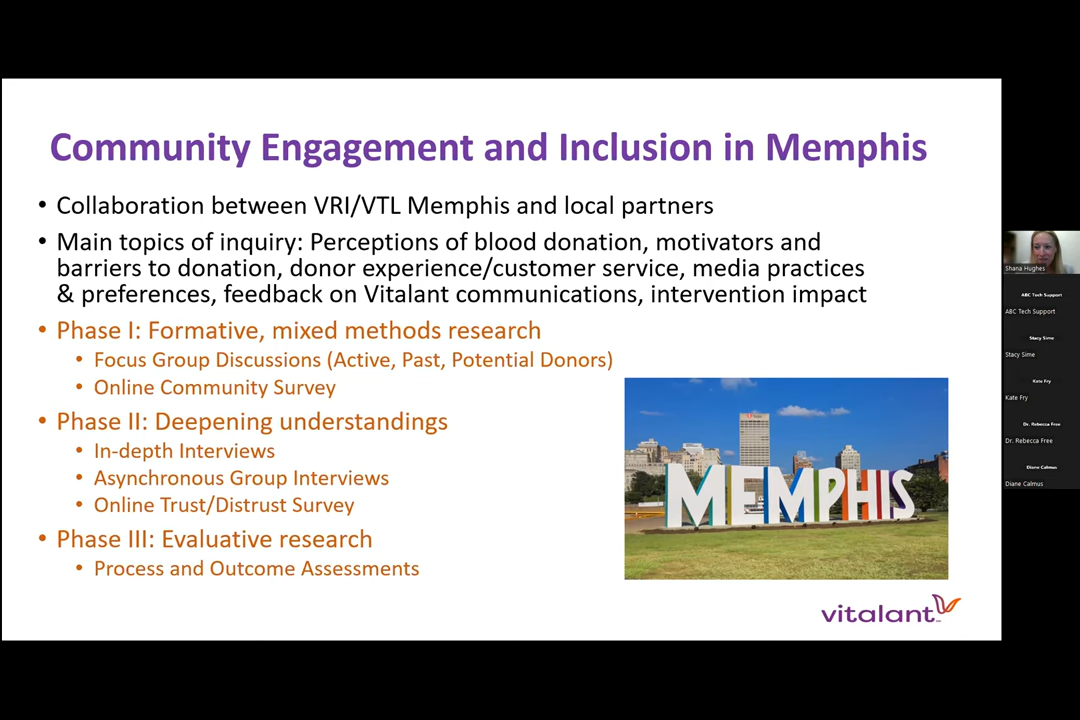 Community Engagement and Inclusion in Memphis
• Collaboration between VRI/VTL Memphis and local partners
• Main topics of inquiry: Perceptions of blood donation, motivators and
barriers to donation, donor experience/customer service, media practices
& preferences, feedback on Vitalant communications, intervention impact
• Phase I: Formative, mixed methods research
• Focus Group Discussions (Active, Past, Potential Donors)
• Online Community Survey
• Phase II: Deepening understandings
• In-depth Interviews
• Asynchronous Group Interviews
• Online Trust/Distrust Survey
• Phase III: Evaluative research
• Process and Outcome Assessments
MEMPHIS
vitalant
Shana Hughes
ABC Tech Support
ABC Tech Support
Stacy Sime
Stacy Sime
Kate Fry
Kate Fry
Dr. Rebecca Free
Dr. Rebecca Free
Diane Calmus
Diane Calmus